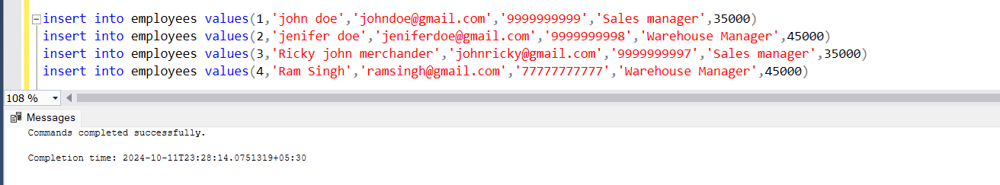 insert into employees values(1,'john doe','johndoe@gmail.com','9999999999','Sales manager',35000)
insert into employees values(2,'jenifer doe','jeniferdoe@gmail.com','9999999998','Warehouse Manager',45000)
insert into employees values(3,'Ricky john merchander','johnricky@gmail.com','9999999997','Sales manager',35000)
insert into employees values(4,'Ram Singh','ramsingh@gmail.com','77777777777','Warehouse Manager',45000)
108 %
Messages
Commands completed successfully.
Completion time: 2024-10-11T23:28:14.0751319+05:30